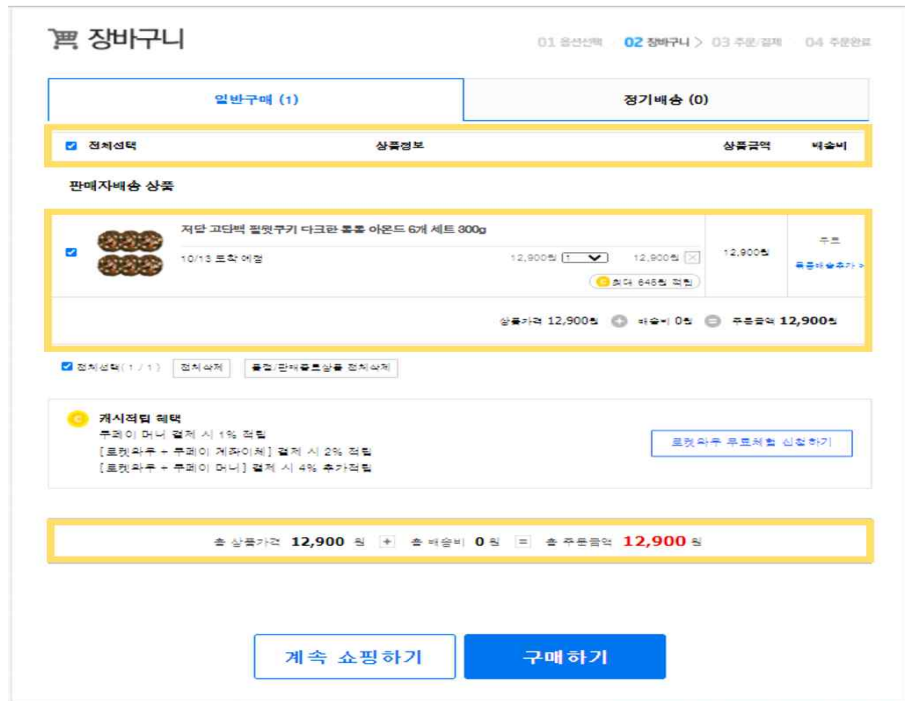 장바구니
01 옵션선택 02 장바구니 > 03 주문/결제 04 주문완료
일반구매 (1) 정기배송 (0)
전체선택 상품정보 상품금액 배송비
판매자배송 상품
저당 고단백 필밋쿠키 다크한 통통 아몬드 6개 세트 300g
10/13 도착 예정 12,900원 1 12,900원 12,900원 무료
C 최대 645원 적립
상품가격 12,900원 + 배송비 0원 = 주문금액 12,900원
전체선택(1 / 1) 전체삭제 품절/판매종료상품 전체삭제
C 캐시적립 혜택
쿠페이 머니 결제 시 1% 적립
[로켓와우 + 쿠페이 계좌이체] 결제 시 2% 적립
[로켓와우 + 쿠페이 머니] 결제 시 4% 추가적립
로켓와우 무료체험 신청하기
총 상품가격 12,900 원 + 총 배송비 0 원 = 총 주문금액 12,900 원
계속 쇼핑하기 구매하기